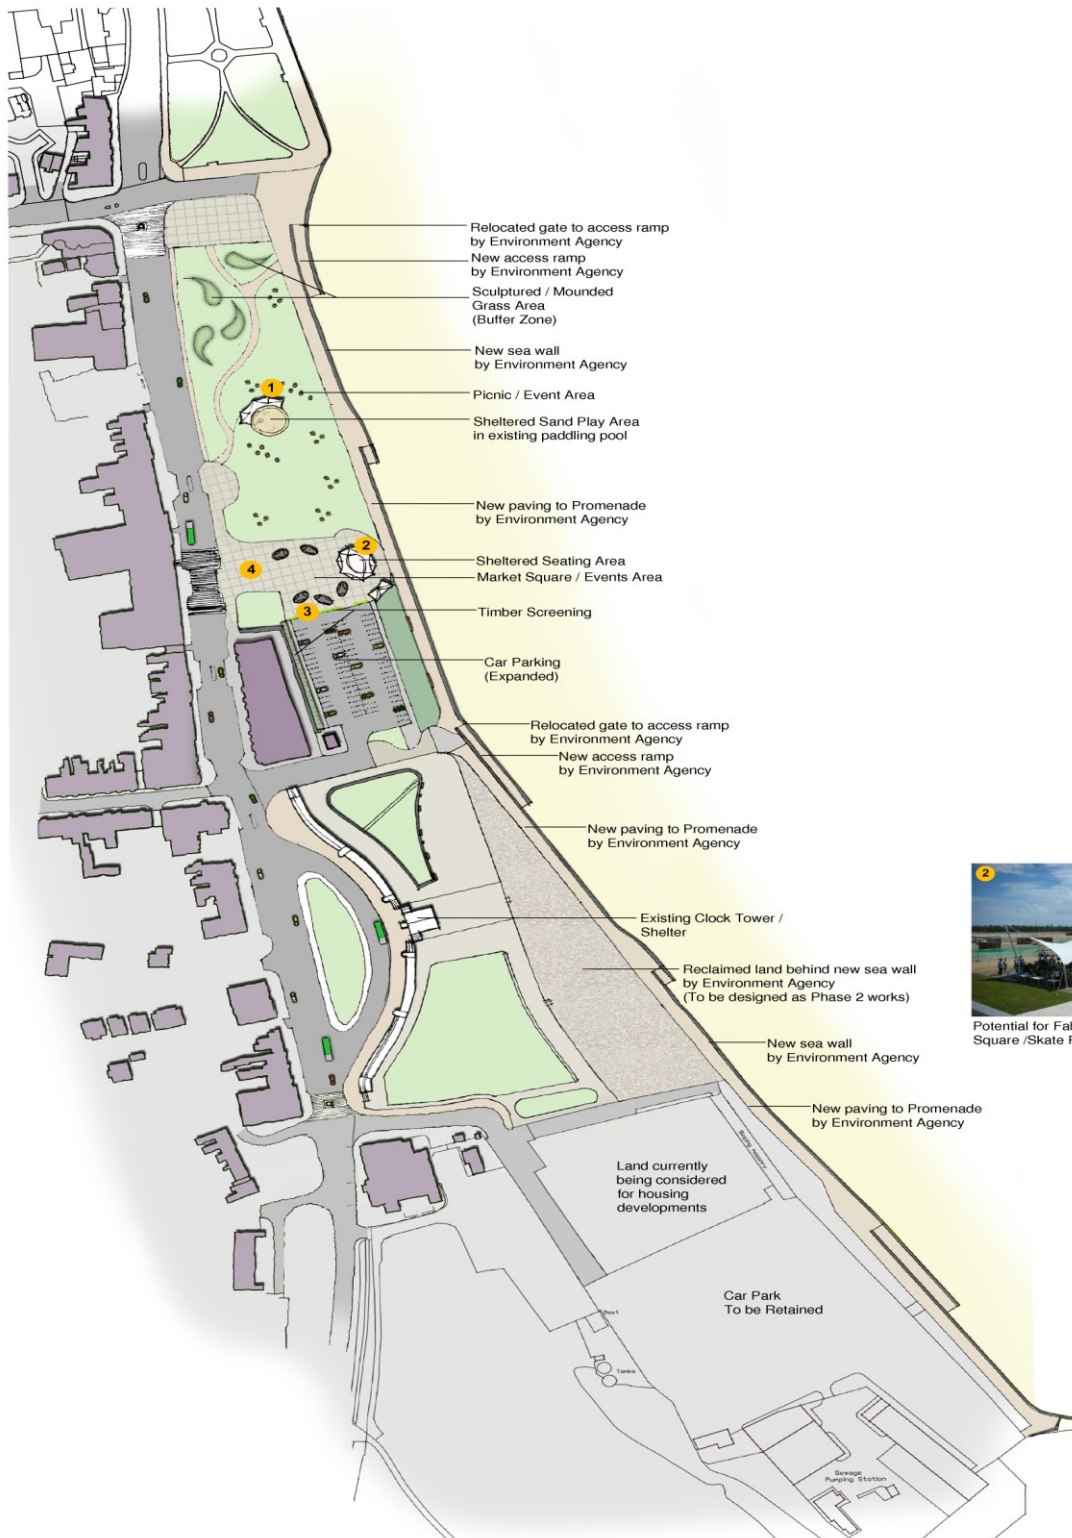 Relocated gate to access ramp
by Environment Agency
New access ramp
by Environment Agency
Sculptured / Mounded
Grass Area
(Buffer Zone)
New sea wall
by Environment Agency
1
Picnic / Event Area
Sheltered Sand Play Area
in existing paddling pool
New paving to Promenade
by Environment Agency
2
Sheltered Seating Area
4
Market Square / Events Area
3
Timber Screening
Car Parking
(Expanded)
Relocated gate to access ramp
by Environment Agency
New access ramp
by Environment Agency
New paving to Promenade
by Environment Agency
2
Existing Clock Tower /
Shelter
Reclaimed land behind new sea wall
by Environment Agency
(To be designed as Phase 2 works)
Potential for Fa
Square /Skate
New sea wall
by Environment Agency
New paving to Promenade
by Environment Agency
Land currently
being considered
for housing
developments
Car Park
To be Retained
Tanks
Sewage
Pumping Station